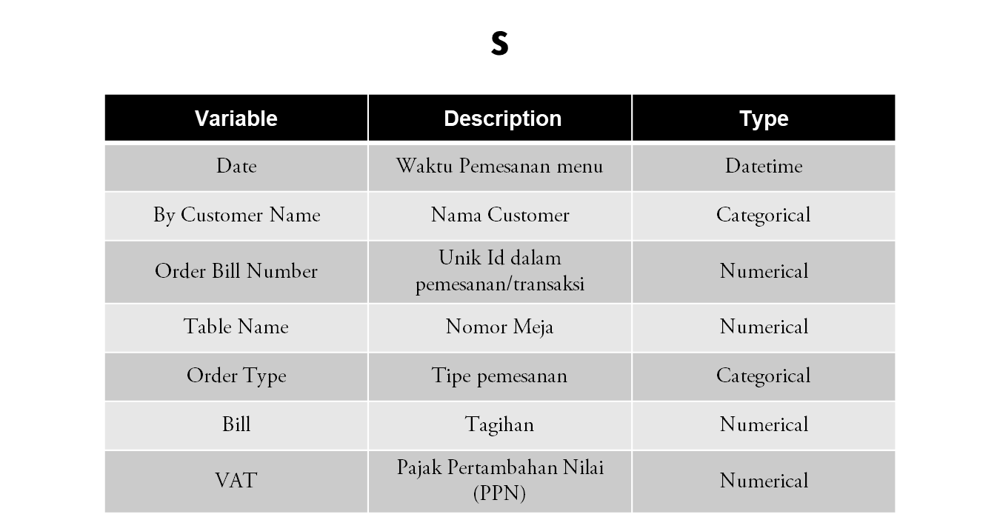 S
Variable Description Type
Date Waktu Pemesanan menu Datetime
By Customer Name Nama Customer Categorical
Order Bill Number Unik Id dalam Numerical
pemesanan/transaksi
Table Name Nomor Meja Numerical
Order Type Tipe pemesanan Categorical
Bill Tagihan Numerical
VAT Pajak Pertambahan Nilai Numerical
(PPN)